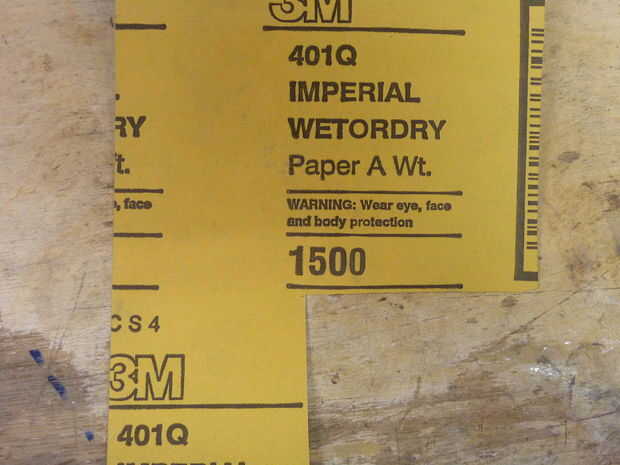 3M
401Q
IMPERIAL
WETORDRY
Paper A Wt.
WARNING: Wear eye, face
and body protection
1500
RY
t.
, face
C S 4
3M
401Q
IMPERIAL